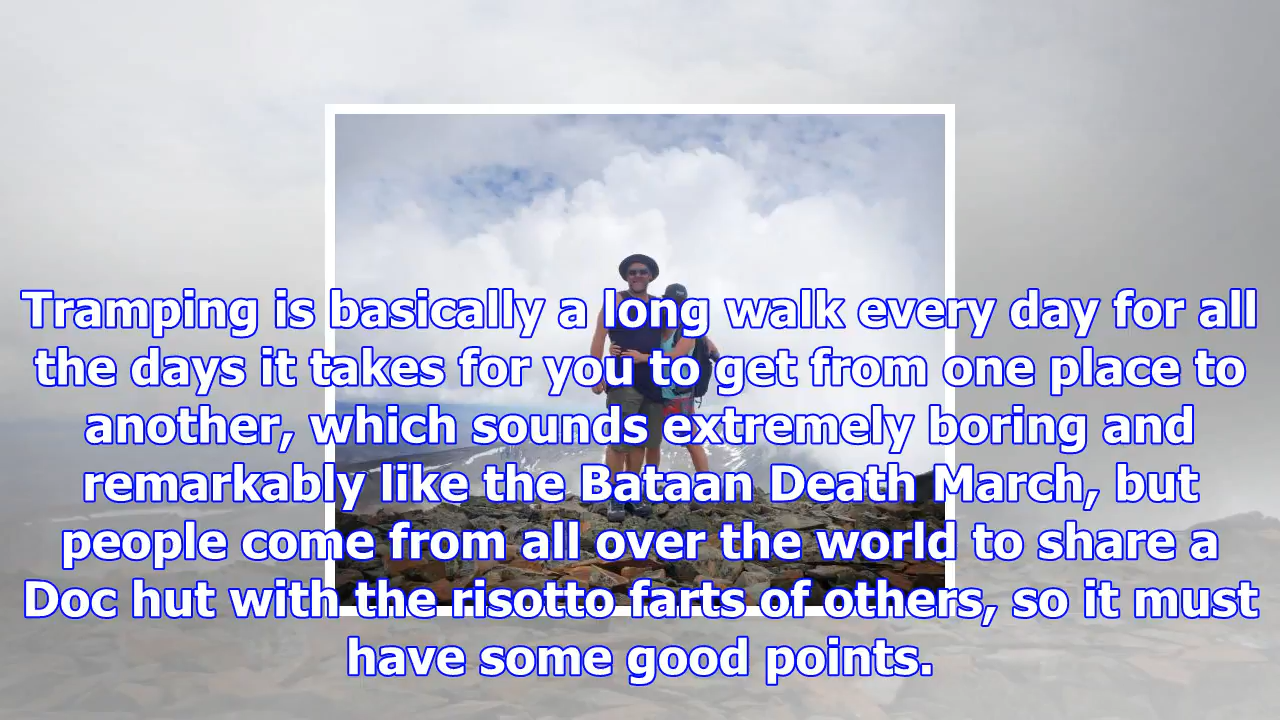 Tramping is basically a long walk every day for all
the days it takes for you to get from one place to
another, which sounds extremely boring and
remarkably like the Bataan Death March, but
people come from all over the world to share a
Doc hut with the risotto farts of others, so it must
have some good points.